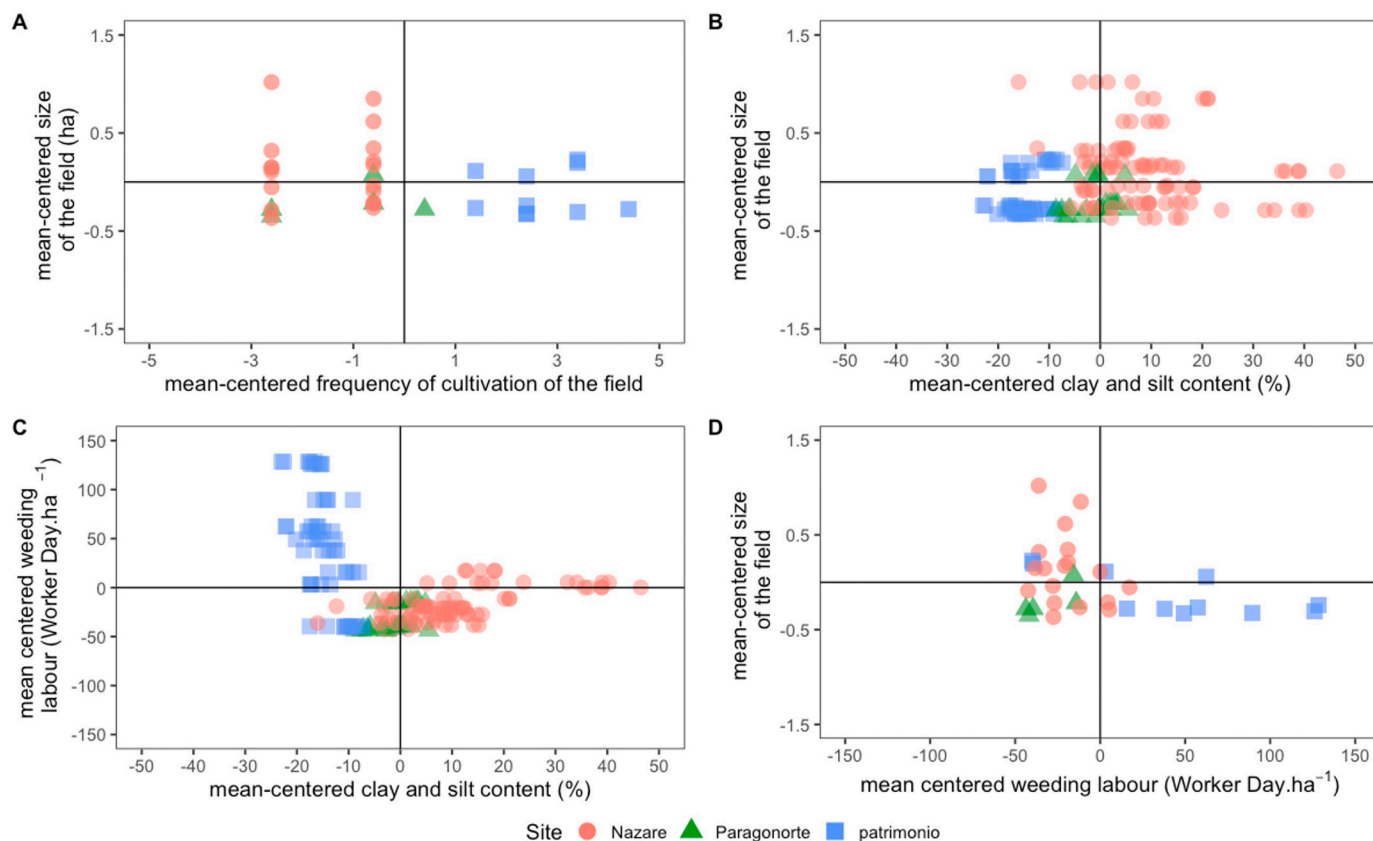 A
mean-centered size
of the field (ha)
1.5
0.5
-0.5
-1.5
-5 -3 -1 1 3 5
mean-centered frequency of cultivation of the field
B
mean-centered size
of the field
1.5
0.5
-0.5
-1.5
-50 -40 -30 -20 -10 0 10 20 30 40 50
mean-centered clay and silt content (%)
C
mean centered weeding
labour (Worker Day.ha⁻¹)
150
100
50
0
-50
-100
-150
-50 -40 -30 -20 -10 0 10 20 30 40 50
mean-centered clay and silt content (%)
D
mean-centered size
of the field
1.5
0.5
-0.5
-1.5
-150 -100 -50 0 50 100 150
mean centered weeding labour (Worker Day.ha⁻¹)
Site Nazare Paragonorte patrimonio